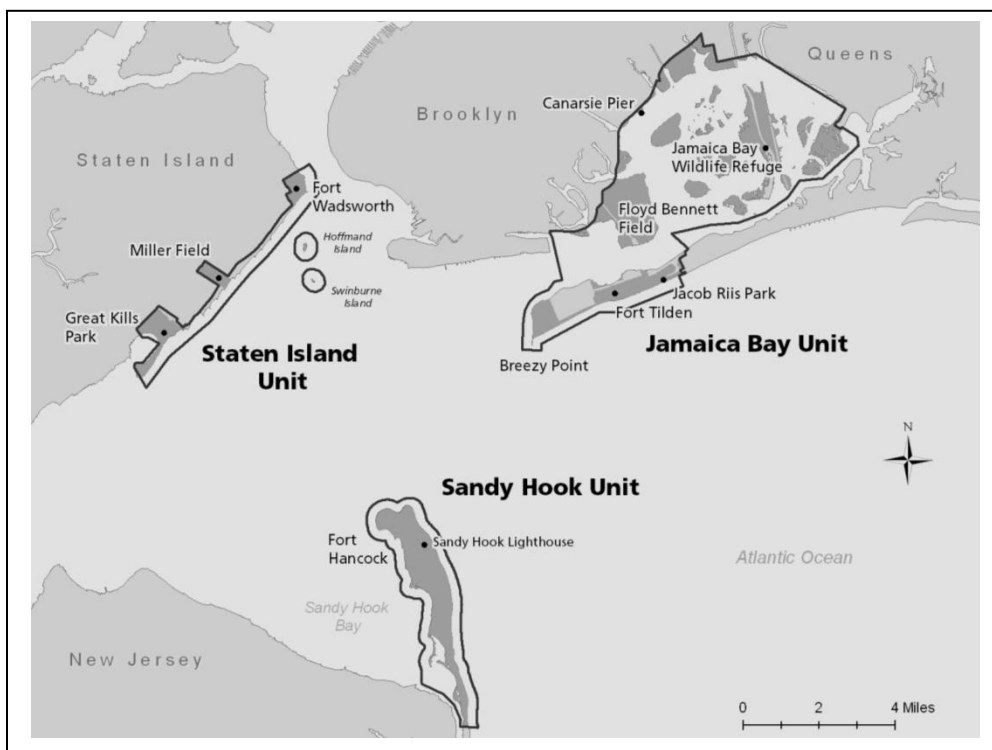 Queens
Canarsie Pier
Brooklyn
Jamaica Bay
Wildlife Refuge
Staten Island
Fort
Wadsworth
Floyd Bennett
Field
Hoffmand
Island
Miller Field
Swinburne
Island
Jacob Riis Park
Fort Tilden
Great Kills
Park
Staten Island
Unit
Jamaica Bay Unit
Breezy Point
N
Sandy Hook Unit
Fort
Hancock
Sandy Hook Lighthouse
Atlantic Ocean
Sandy Hook
Bay
New Jersey
0 2 4 Miles